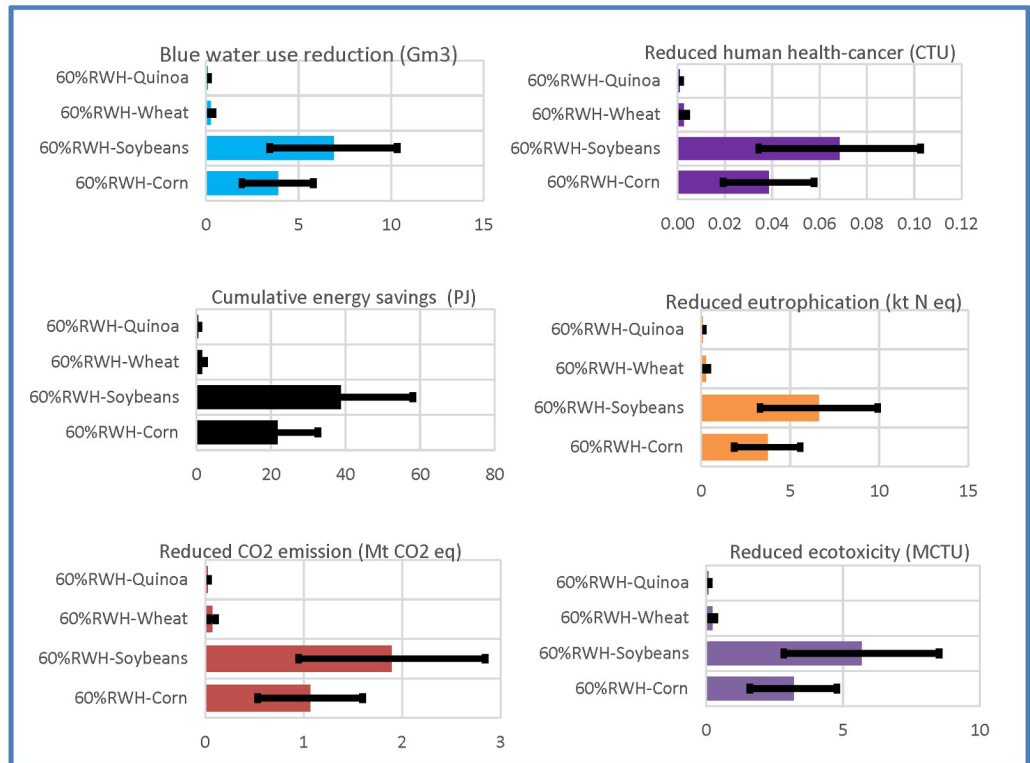 Blue water use reduction (Gm3)
60%RWH-Quinoa
60%RWH-Wheat
60%RWH-Soybeans
60%RWH-Corn
0 5 10 15
Reduced human health-cancer (CTU)
60%RWH-Quinoa
60%RWH-Wheat
60%RWH-Soybeans
60%RWH-Corn
0.00 0.02 0.04 0.06 0.08 0.10 0.12
Cumulative energy savings (PJ)
60%RWH-Quinoa
60%RWH-Wheat
60%RWH-Soybeans
60%RWH-Corn
0 20 40 60 80
Reduced eutrophication (kt N eq)
60%RWH-Quinoa
60%RWH-Wheat
60%RWH-Soybeans
60%RWH-Corn
0 5 10 15
Reduced CO2 emission (Mt CO2 eq)
60%RWH-Quinoa
60%RWH-Wheat
60%RWH-Soybeans
60%RWH-Corn
0 1 2 3
Reduced ecotoxicity (MCTU)
60%RWH-Quinoa
60%RWH-Wheat
60%RWH-Soybeans
60%RWH-Corn
0 5 10